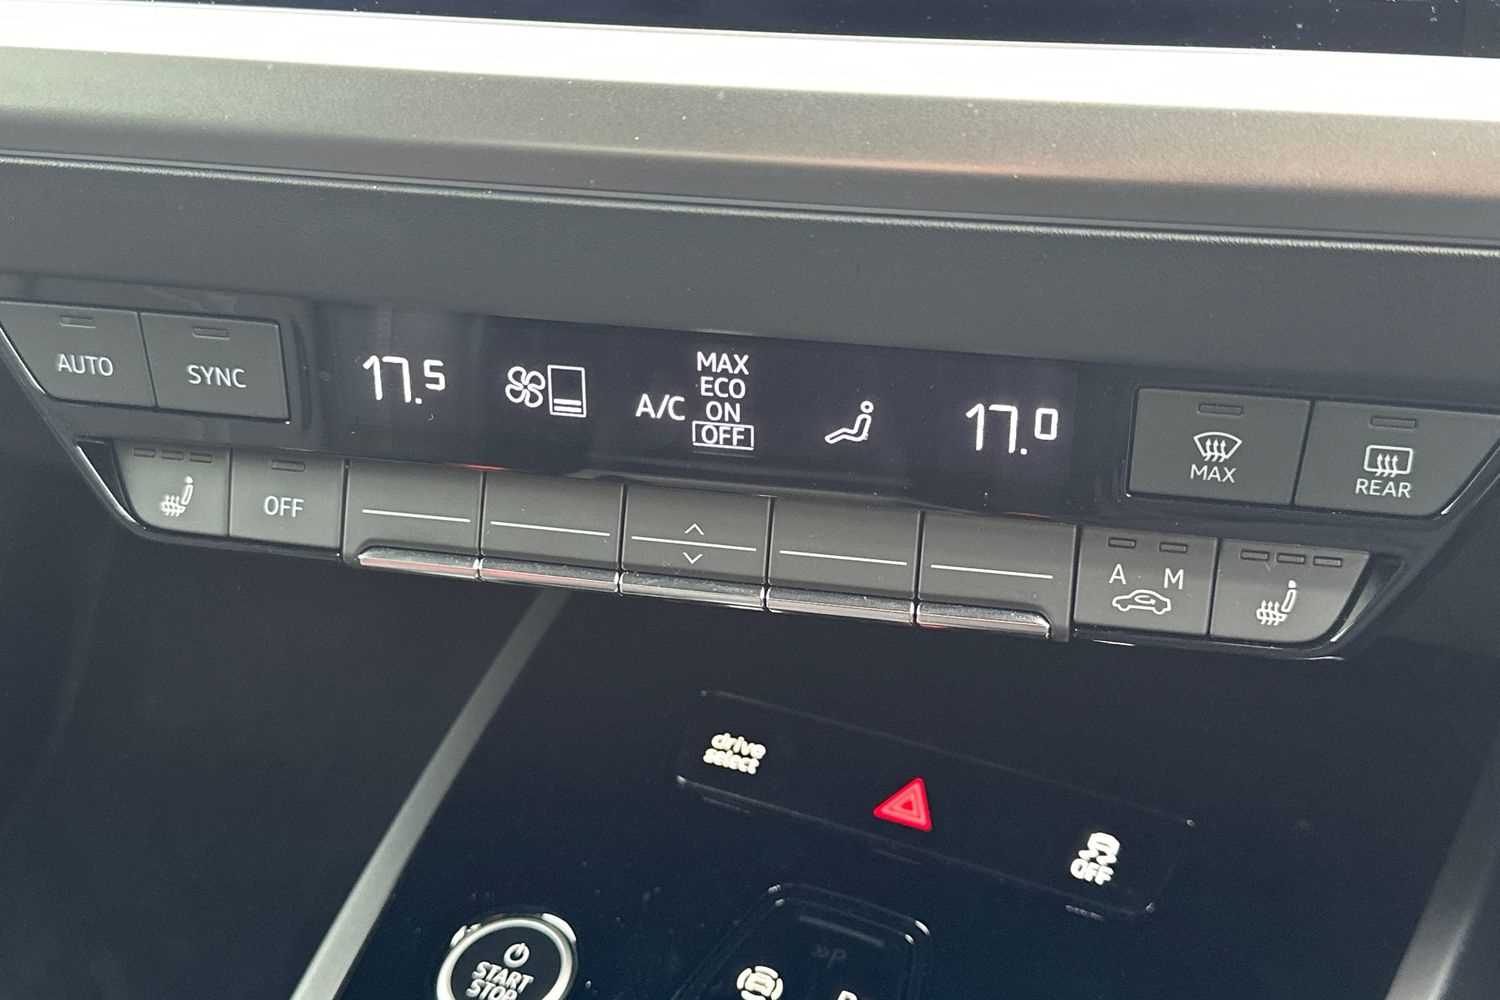 AUTO
SYNC
17.5
A/C
MAX
ECO
ON
OFF
17.0
MAX
REAR
OFF
A M
drive
select
OFF
START
STOP
P